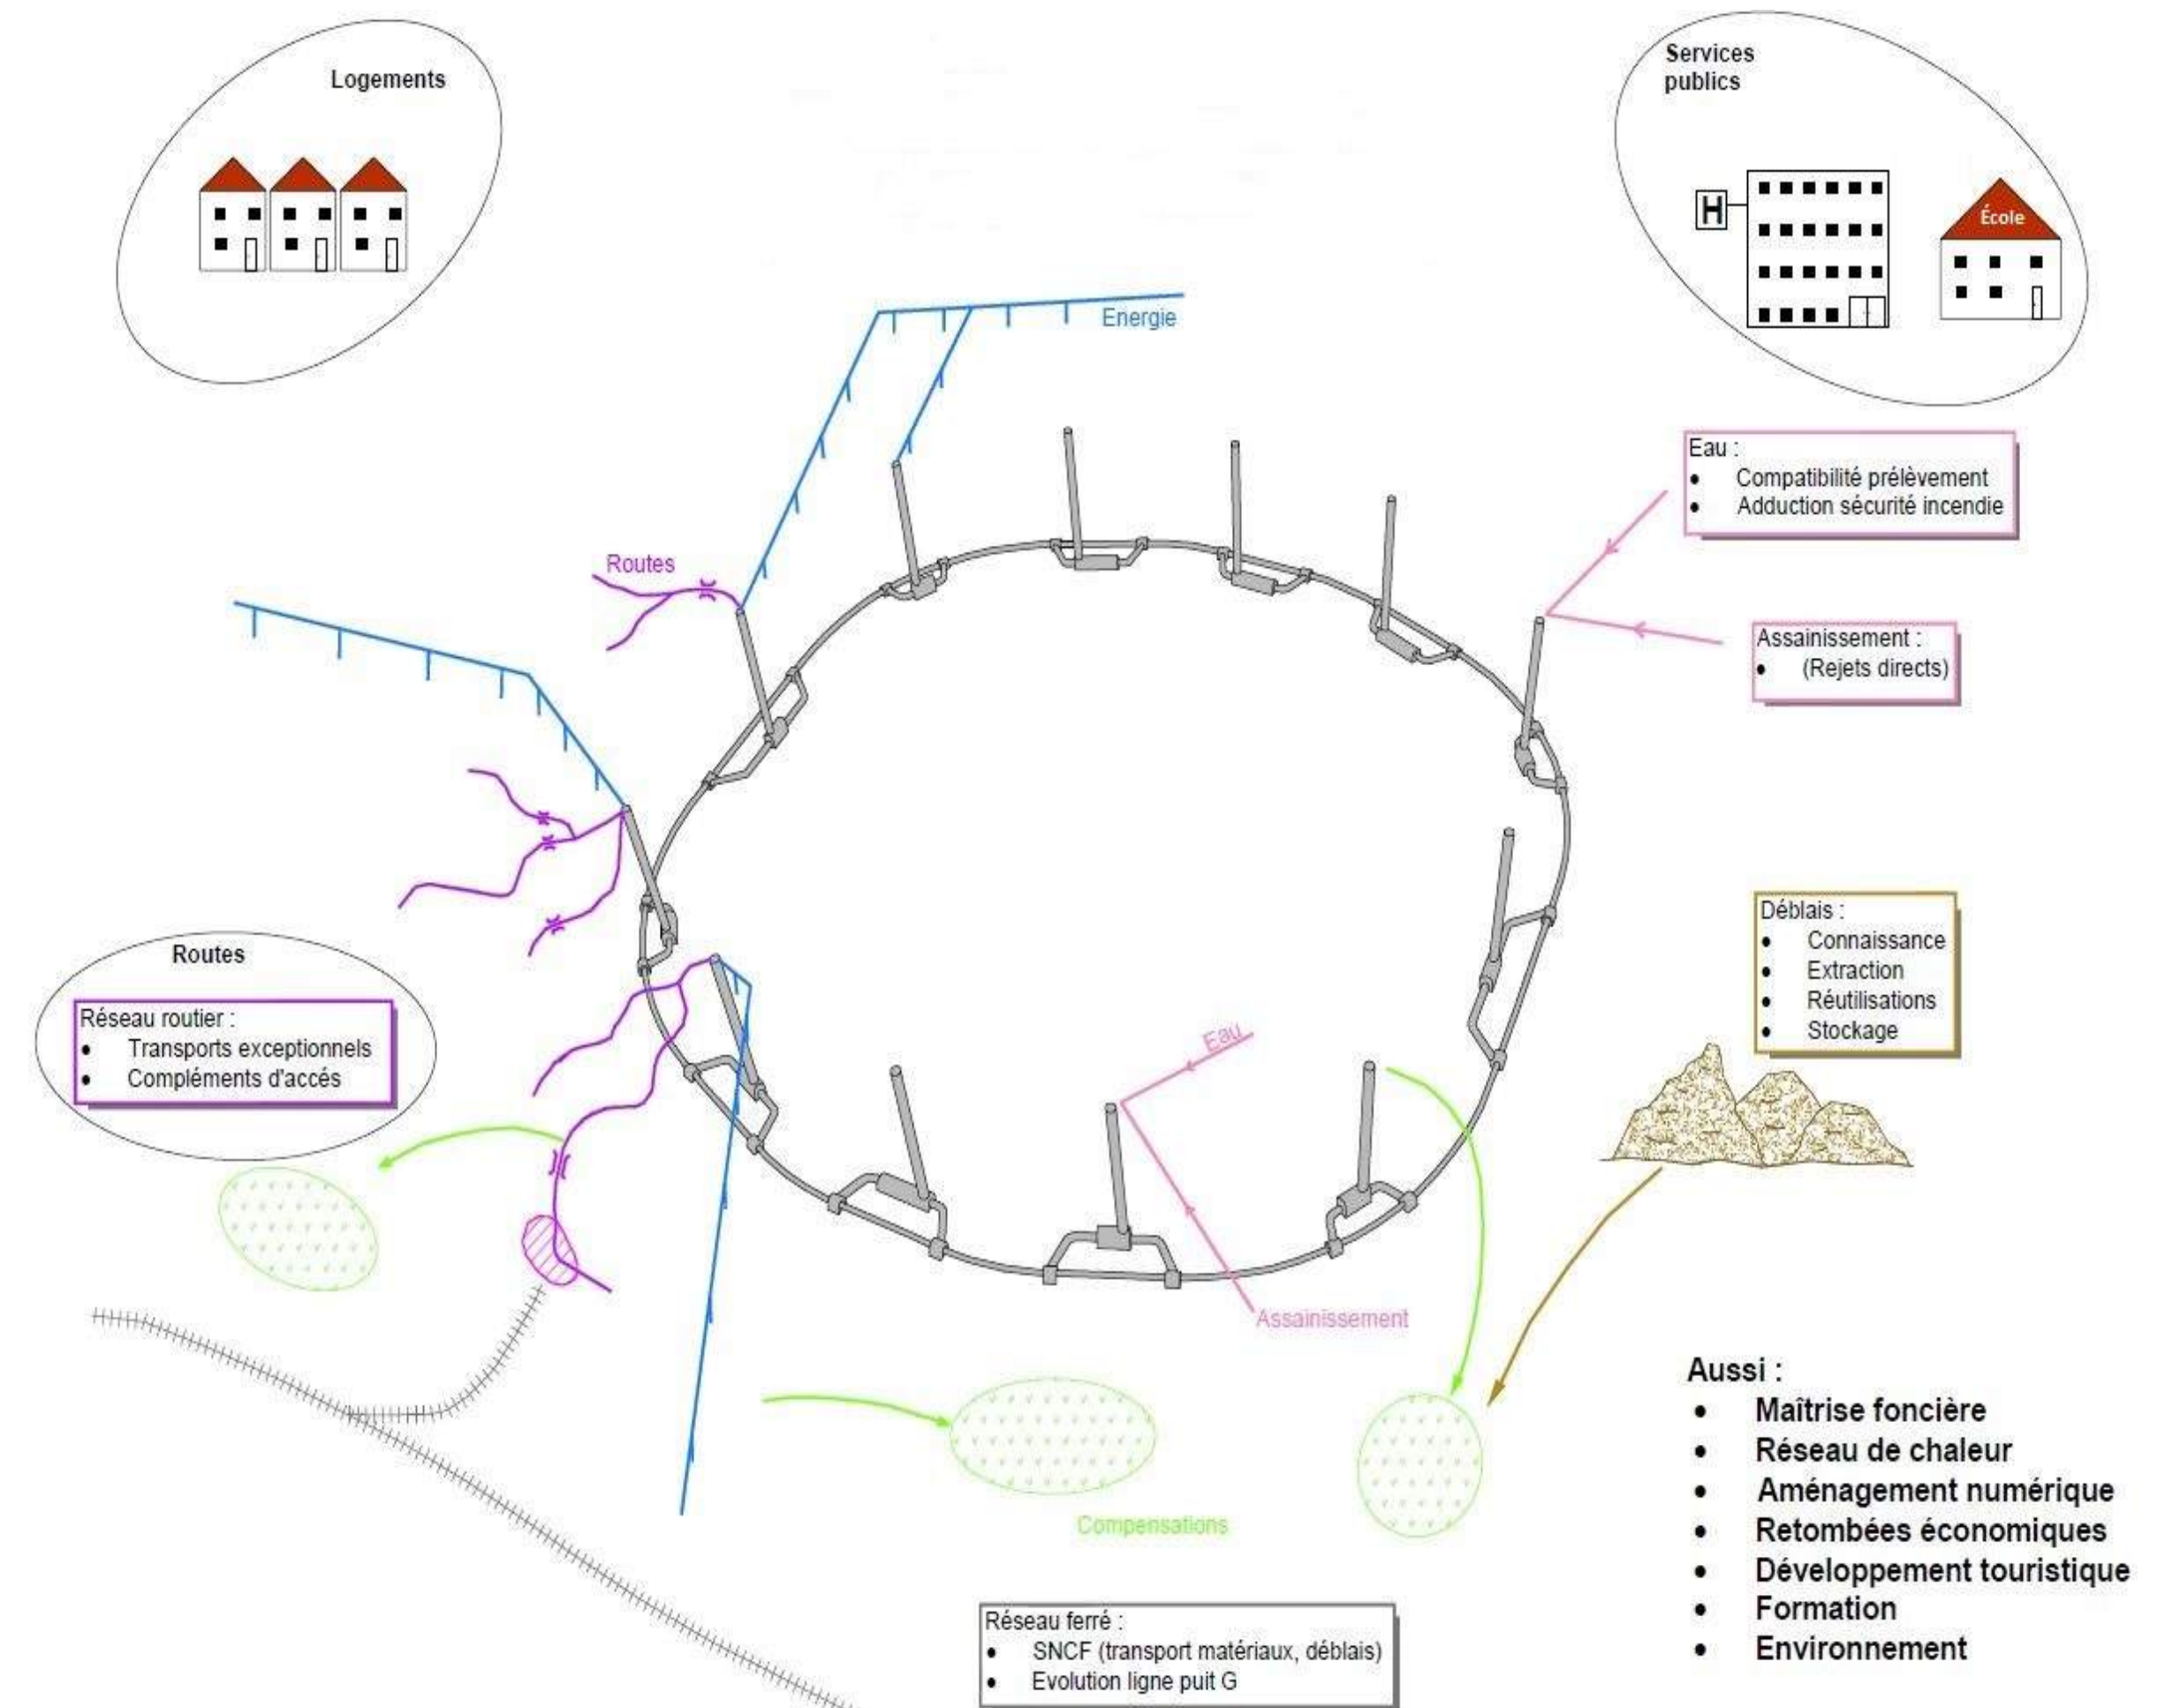 Logements
Services
publics
H
École
Energie
Eau :
• Compatibilité prélèvement
• Adduction sécurité incendie
Routes
Assainissement :
• (Rejets directs)
Déblais :
• Connaissance
• Extraction
• Réutilisations
• Stockage
Routes
Réseau routier :
• Transports exceptionnels
• Compléments d'accés
Eau
Assainissement
Compensations
Aussi :
• Maîtrise foncière
• Réseau de chaleur
• Aménagement numérique
• Retombées économiques
• Développement touristique
• Formation
• Environnement
Réseau ferré :
• SNCF (transport matériaux, déblais)
• Evolution ligne puit G